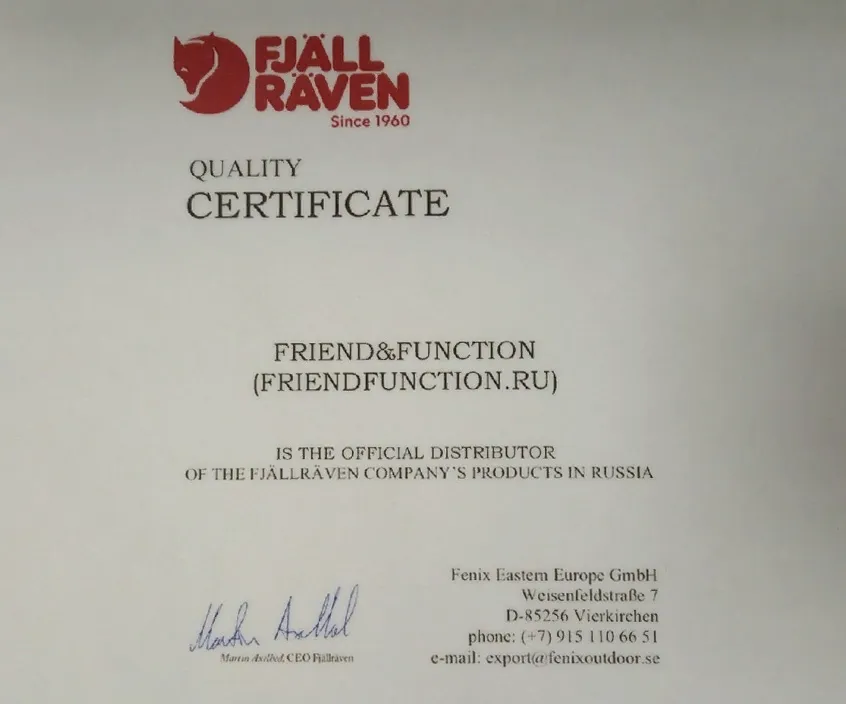 FJÄLL
RÄVEN
Since 1960
QUALITY
CERTIFICATE
FRIEND&FUNCTION
(FRIENDFUNCTION.RU)
IS THE OFFICIAL DISTRIBUTOR
OF THE FJÄLLRÄVEN COMPANY'S PRODUCTS IN RUSSIA
Fenix Eastern Europe GmbH
Weisenfeldstraße 7
D-85256 Vierkirchen
phone: (+7) 915 110 66 51
e-mail: export@fenixoutdoor.se
Martin Axelhed, CEO Fjällräven